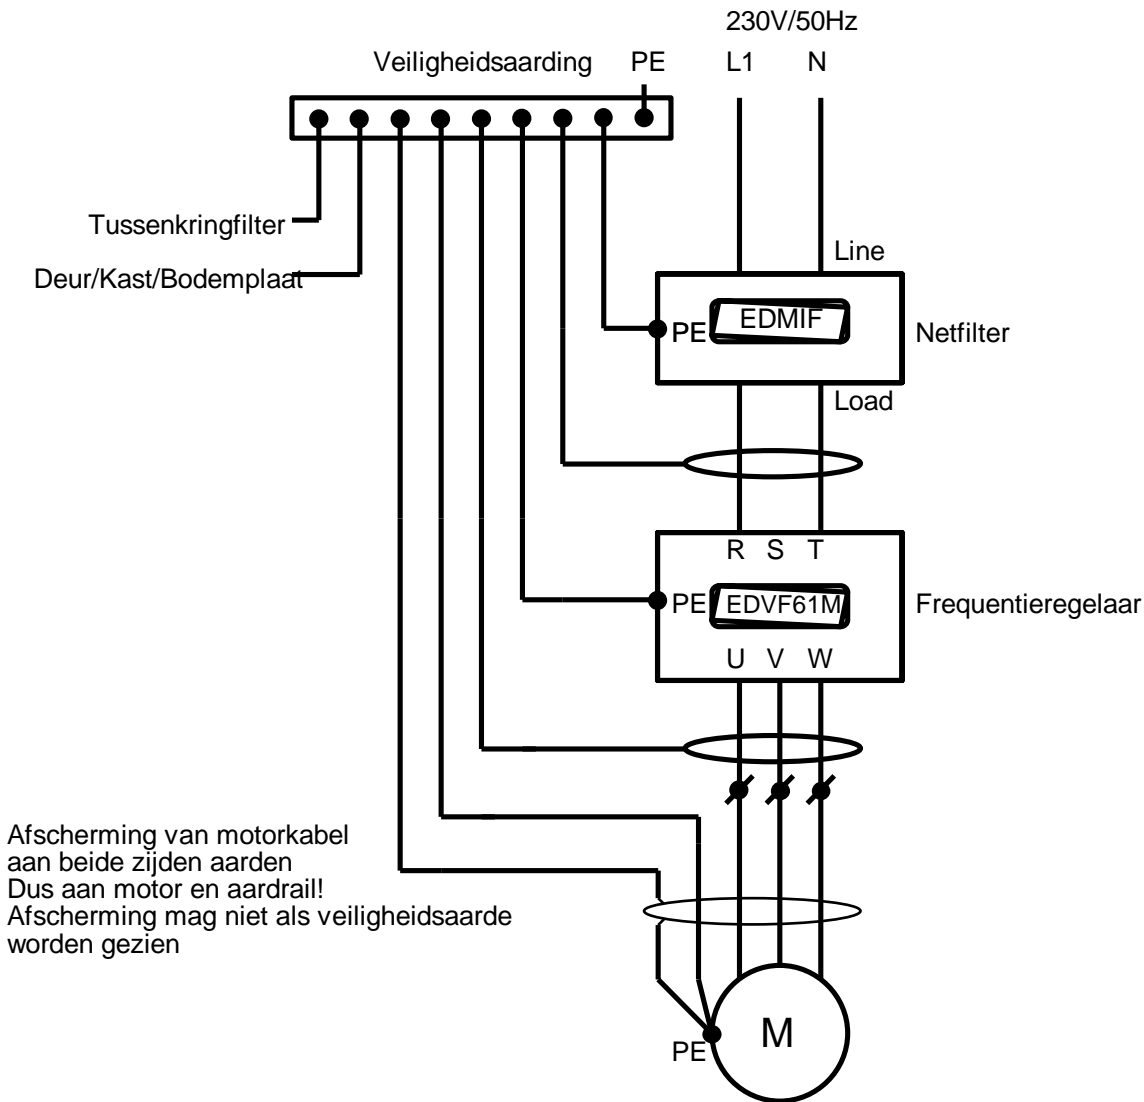 230V/50Hz
Veiligheidsaarding PE L1 N
Tussenkringfilter
Line
Deur/Kast/Bodemplaat
PE EDMIF Netfilter
Load
R S T
PE EDVF61M Frequentieregelaar
U V W
Afscherming van motorkabel
aan beide zijden aarden
Dus aan motor en aardrail!
Afscherming mag niet als veiligheidsaarde
worden gezien
M
PE